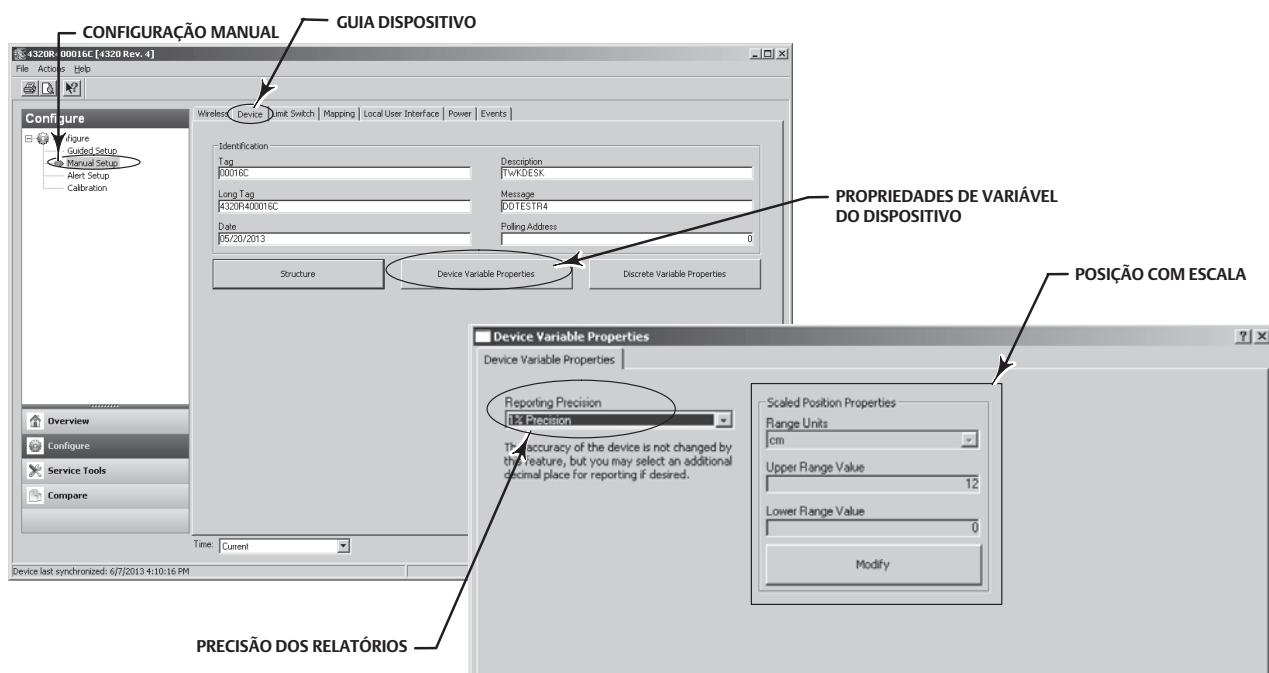 GUIA DISPOSITIVO
CONFIGURAÇÃO MANUAL
4320R400016C [4320 Rev. 4]
File Actions Help
Configure
Configure
Guided Setup
Manual Setup
Alert Setup
Calibration
Wireless Device Limit Switch Mapping Local User Interface Power Events
Identification
Tag
00016C
Description
TWKDESK
Long Tag
4320R400016C
Message
DDTESTR4
Date
05/20/2013
Polling Address
0
Structure
Device Variable Properties
Discrete Variable Properties
PROPRIEDADES DE VARIÁVEL
DO DISPOSITIVO
POSIÇÃO COM ESCALA
Overview
Configure
Service Tools
Compare
Time: Current
Device last synchronized: 6/7/2013 4:10:16 PM
Device Variable Properties
Device Variable Properties
Reporting Precision
1% Precision
The accuracy of the device is not changed by
this feature, but you may select an additional
decimal place for reporting if desired.
Scaled Position Properties
Range Units
cm
Upper Range Value
12
Lower Range Value
0
Modify
PRECISÃO DOS RELATÓRIOS